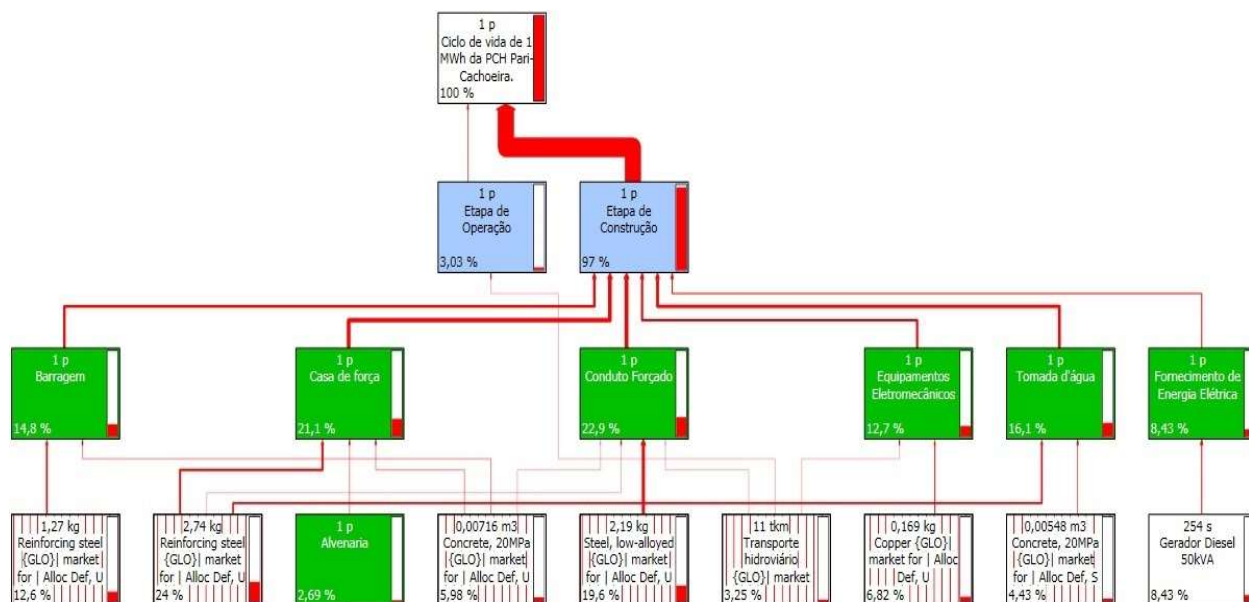 1 p
Ciclo de vida de 1
MWh da PCH Pari-
Cachoeira.
100 %
1 p
Etapa de
Operação
3,03 %
1 p
Etapa de
Construção
97 %
1 p
Barragem
14,8 %
1 p
Casa de força
21,1 %
1 p
Conduto Forçado
22,9 %
1 p
Equipamentos
Eletromecânicos
12,7 %
1 p
Tomada d'água
16,1 %
1 p
Fornecimento de
Energia Elétrica
8,43 %
1,27 kg
Reinforcing steel
{GLO}| market
for | Alloc Def, U
12,6 %
2,74 kg
Reinforcing steel
{GLO}| market
for | Alloc Def, U
24 %
1 p
Alvenaria
2,69 %
0,00716 m3
Concrete, 20MPa
{GLO}| market
for | Alloc Def, U
5,98 %
2,19 kg
Steel, low-alloyed
{GLO}| market
for | Alloc Def, U
19,6 %
11 tkm
Transporte
hidroviário
{GLO}| market
3,25 %
0,169 kg
Copper {GLO}|
market for | Alloc
Def, U
6,82 %
0,00548 m3
Concrete, 20MPa
{GLO}| market
for | Alloc Def, S
4,43 %
254 s
Gerador Diesel
50kVA
8,43 %